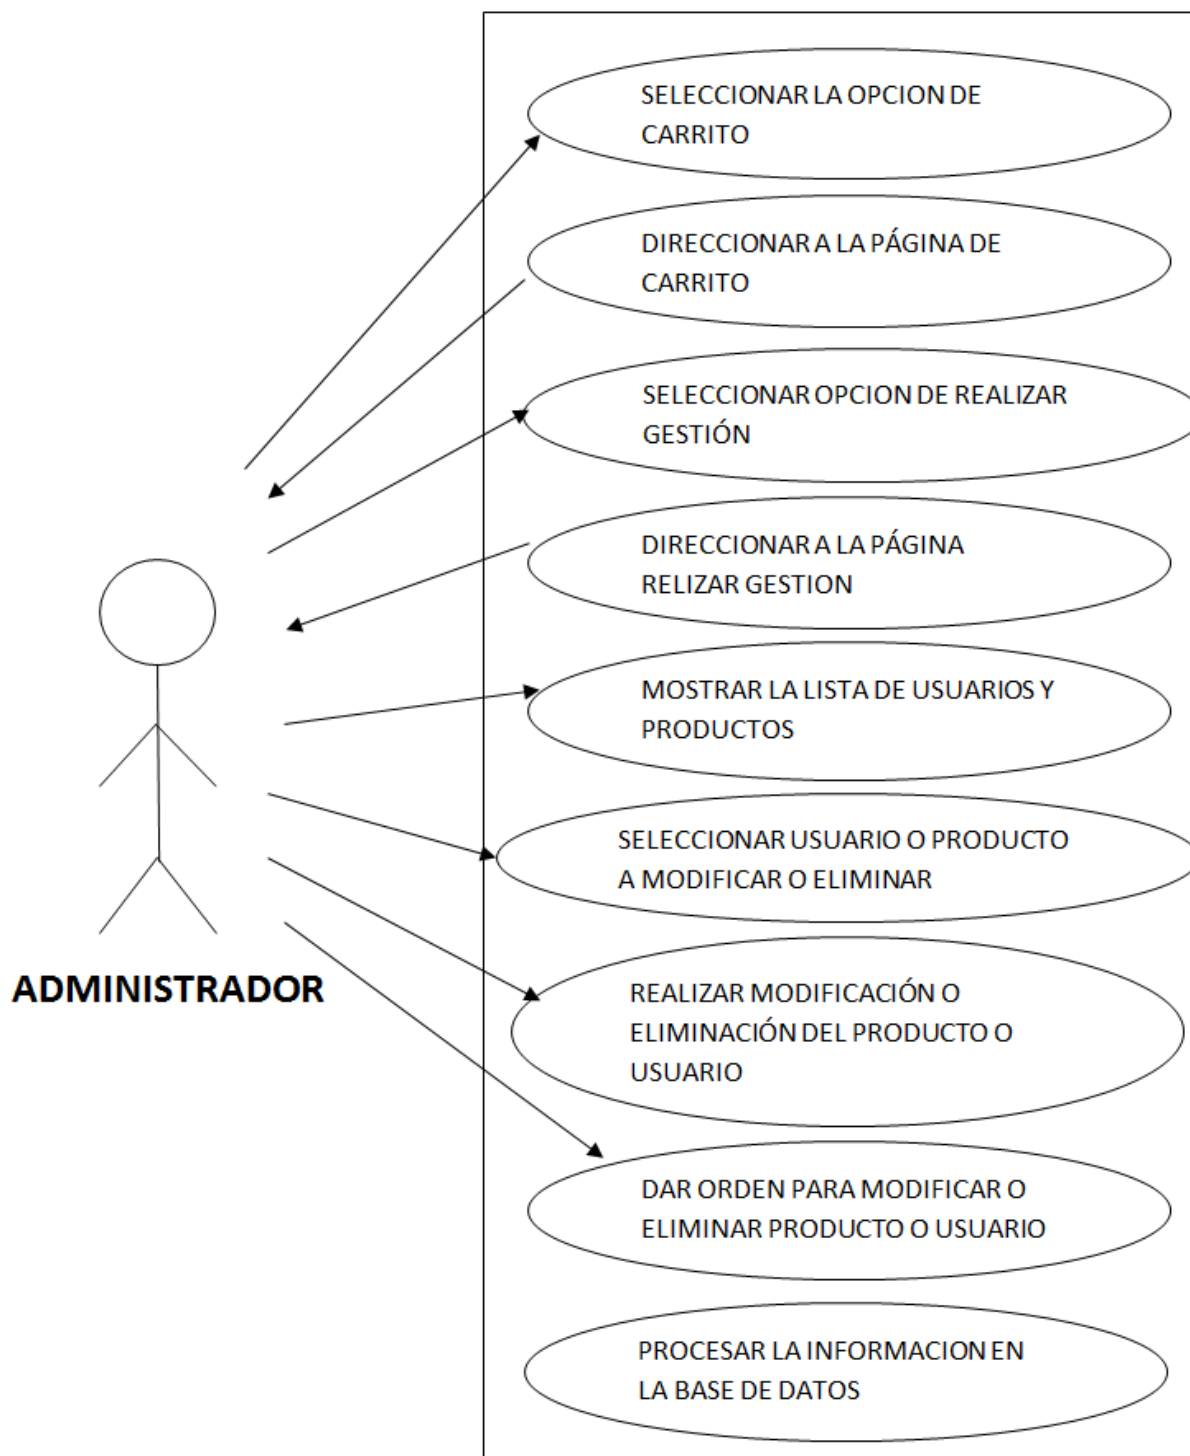 SELECCIONAR LA OPCION DE
CARRITO
DIRECCIONAR A LA PÁGINA DE
CARRITO
SELECCIONAR OPCION DE REALIZAR
GESTIÓN
DIRECCIONAR A LA PÁGINA
RELIZAR GESTION
MOSTRAR LA LISTA DE USUARIOS Y
PRODUCTOS
SELECCIONAR USUARIO O PRODUCTO
A MODIFICAR O ELIMINAR
ADMINISTRADOR
REALIZAR MODIFICACIÓN O
ELIMINACIÓN DEL PRODUCTO O
USUARIO
DAR ORDEN PARA MODIFICAR O
ELIMINAR PRODUCTO O USUARIO
PROCESAR LA INFORMACION EN
LA BASE DE DATOS